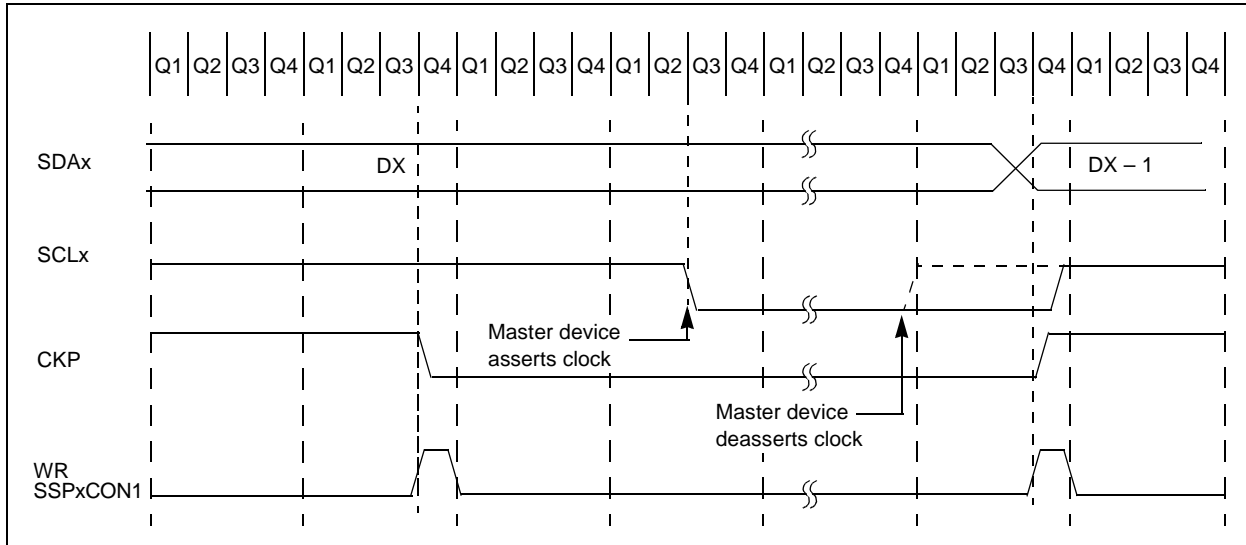 Q1 Q2 Q3 Q4 Q1 Q2 Q3 Q4 Q1 Q2 Q3 Q4 Q1 Q2 Q3 Q4 Q1 Q2 Q3 Q4 Q1 Q2 Q3 Q4 Q1 Q2 Q3 Q4
SDAx
DX
DX – 1
SCLx
Master device
asserts clock
CKP
Master device
deasserts clock
WR
SSPxCON1